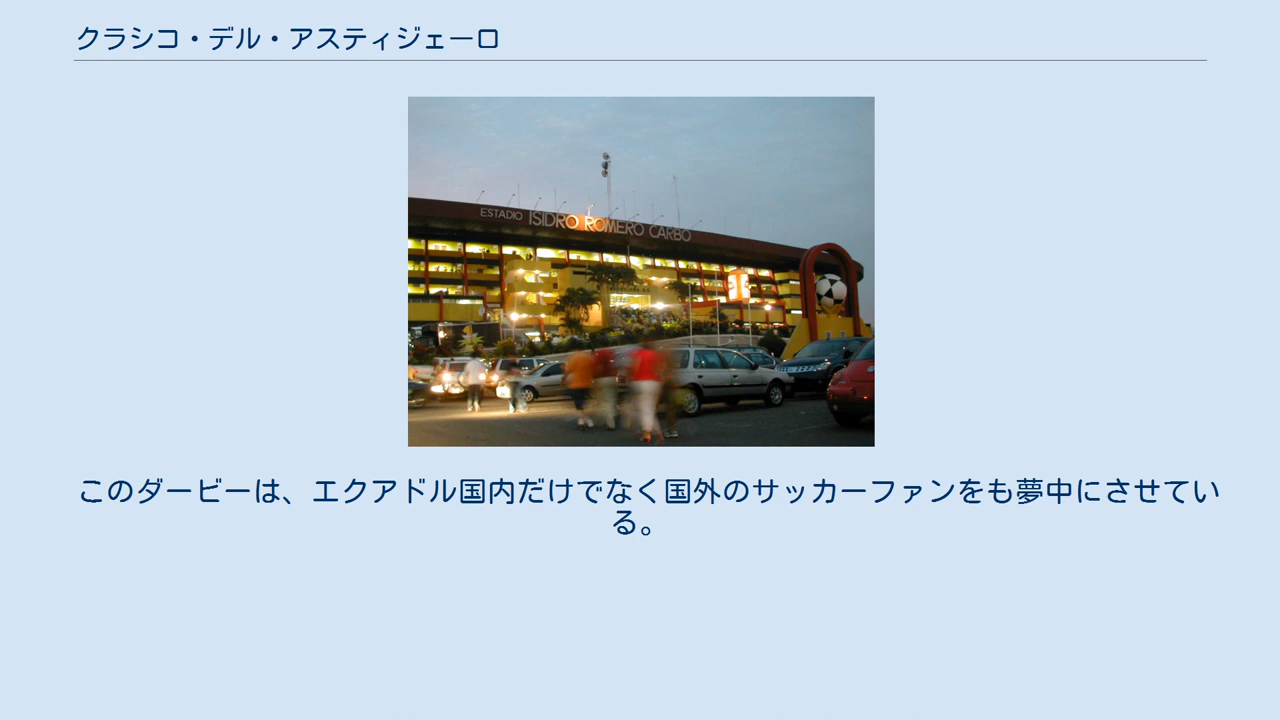 クラシコ・デル・アスティジェーロ
ESTADIO ISIDRO ROMERO CARBO
このダービーは、エクアドル国内だけでなく国外のサッカーファンをも夢中にさせてい
る。